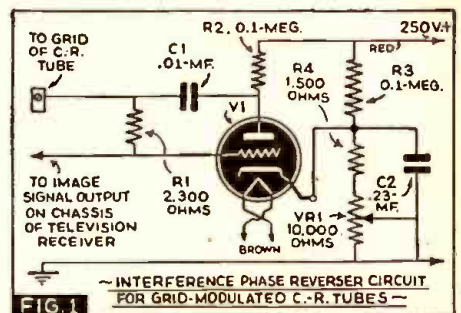 R2, 0.1-MEG.
250V.+
RED
TO GRID
OF C.-R.
TUBE
C1
.01-MF.
V1
R4
1,500
OHMS
R3
0.1-MEG.
R1
2,300
OHMS
TO IMAGE
SIGNAL OUTPUT
ON CHASSIS
OF TELEVISION
RECEIVER
BROWN
VR1
10,000
OHMS
C2
.23-
MF.
~INTERFERENCE PHASE REVERSER CIRCUIT
FOR GRID-MODULATED C.-R. TUBES~
FIG.1